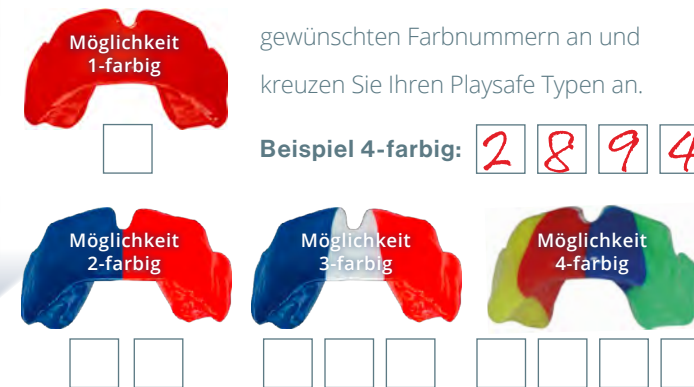 Möglichkeit
1-farbig
gewünschten Farbnummern an und
kreuzen Sie Ihren Playsafe Typen an.
Beispiel 4-farbig: 2 8 9 4
Möglichkeit
2-farbig
Möglichkeit
3-farbig
Möglichkeit
4-farbig